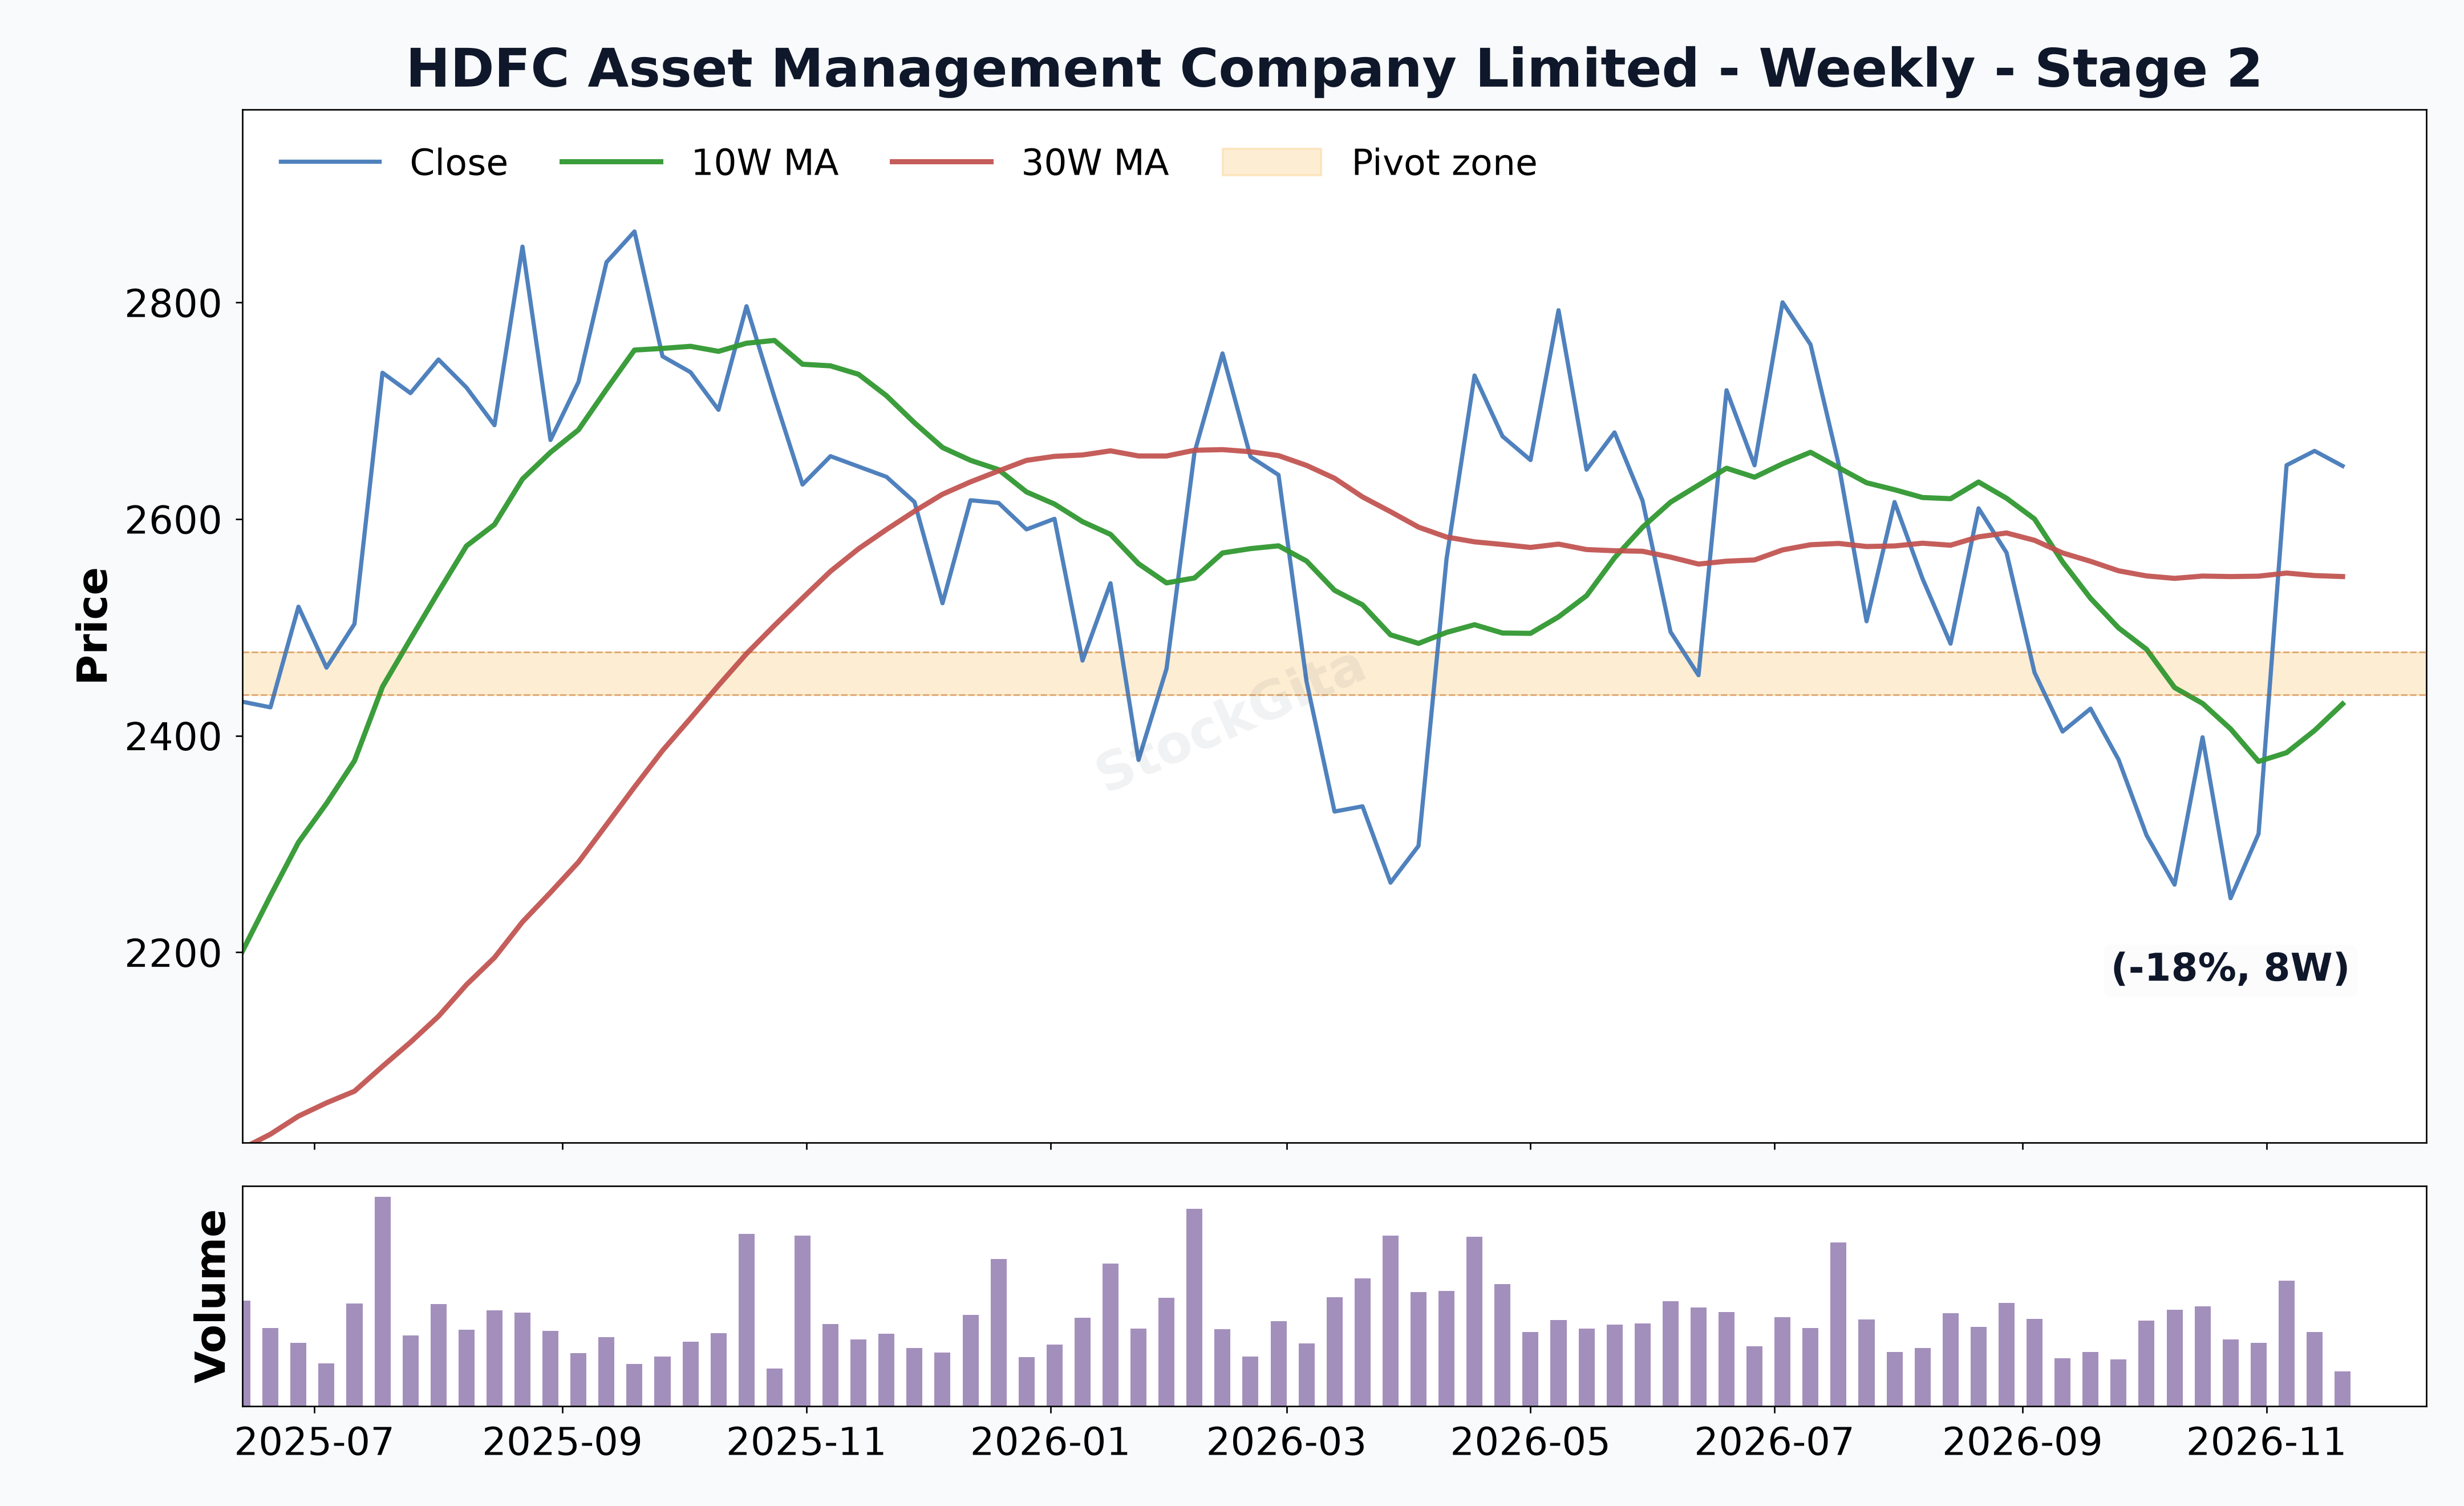 HDFC Asset Management Company Limited - Weekly - Stage 2
Close 10W MA 30W MA Pivot zone
Price
2800
2600
2400
2200
StockGita
(-18%, 8W)
Volume
2025-07 2025-09 2025-11 2026-01 2026-03 2026-05 2026-07 2026-09 2026-11